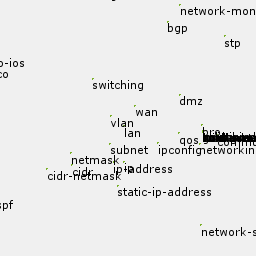 network-mon
bgp
stp
o-ios
co
switching
dmz
wan
vlan
lan
qos
subnet
ipconfig
networkin
netmask
cidr
ip-address
cidr-netmask
static-ip-address
spf
network-s